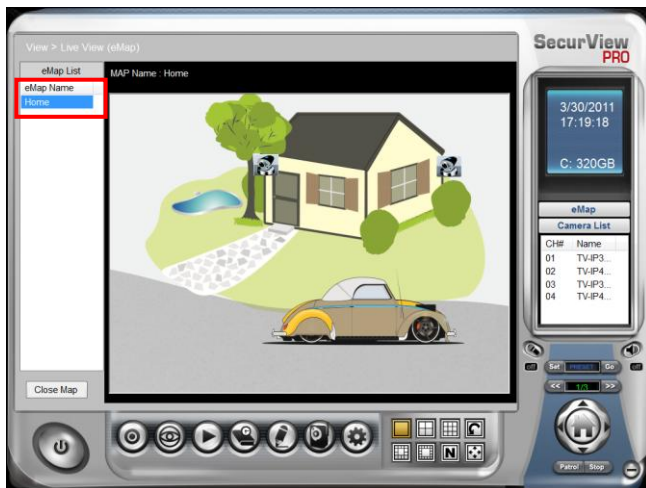 View > Live View (eMap)
SecurView
PRO
eMap List
MAP Name : Home
eMap Name
Home
3/30/2011
17:19:18
C: 320GB
eMap
Camera List
CH# Name
01 TV-IP3...
02 TV-IP4...
03 TV-IP3...
04 TV-IP4...
off
Set PRESET Go
off
<< 1/3 >>
Close Map
N
Patrol Stop